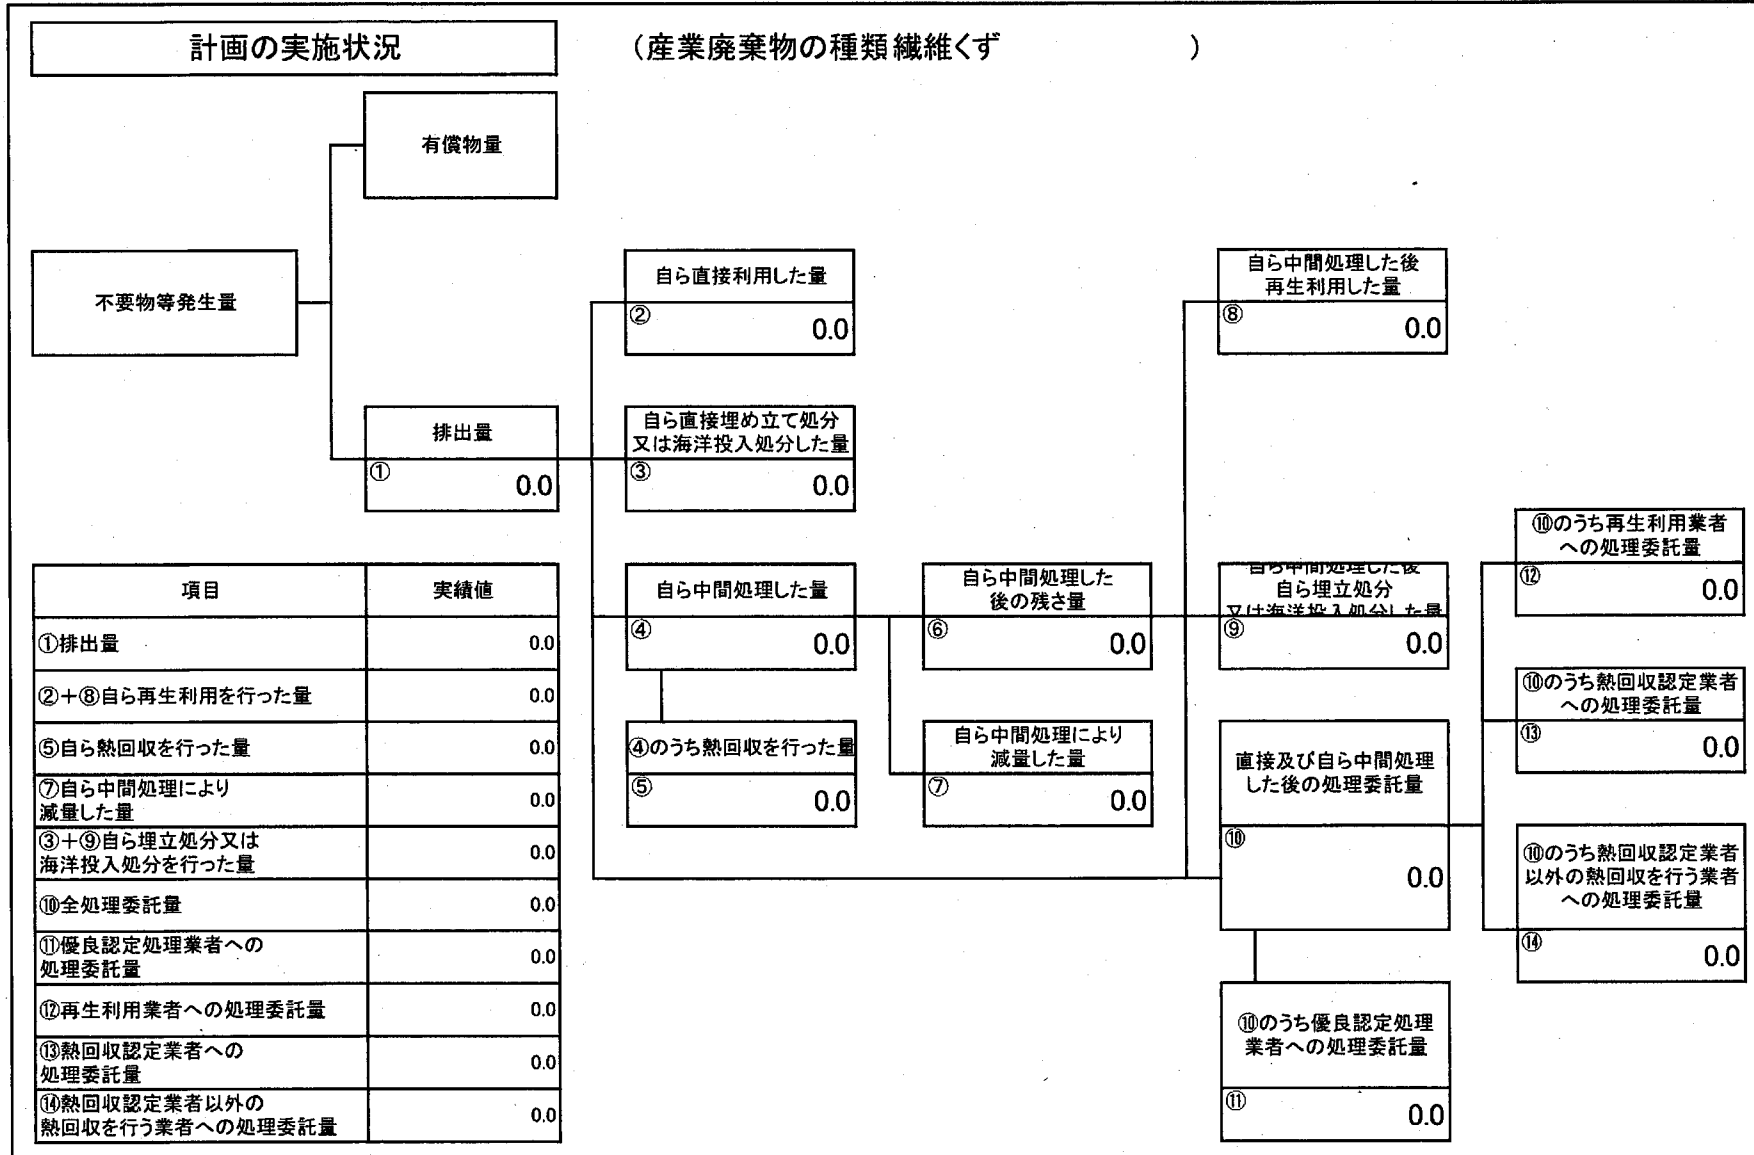 計画の実施状況
(産業廃棄物の種類繊維くず )
有償物量
不要物等発生量
自ら直接利用した量
②
0.0
自ら中間処理した後
再生利用した量
⑧
0.0
排出量
①
0.0
自ら直接埋め立て処分
又は海洋投入処分した量
③
0.0
自ら中間処理した量
④
0.0
自ら中間処理した
後の残さ量
⑥
0.0
自ら中間処理した後
自ら埋立処分
又は海洋投入処分した量
⑨
0.0
⑩のうち再生利用業者
への処理委託量
⑫
0.0
④のうち熱回収を行った量
⑤
0.0
自ら中間処理により
減量した量
⑦
0.0
直接及び自ら中間処理
した後の処理委託量
⑩
0.0
⑩のうち熱回収認定業者
への処理委託量
⑬
0.0
⑩のうち熱回収認定業者
以外の熱回収を行う業者
への処理委託量
⑭
0.0
⑩のうち優良認定処理
業者への処理委託量
⑪
0.0
項目 実績値
①排出量 0.0
②+⑧自ら再生利用を行った量 0.0
⑤自ら熱回収を行った量 0.0
⑦自ら中間処理により
減量した量 0.0
③+⑨自ら埋立処分又は
海洋投入処分を行った量 0.0
⑩全処理委託量 0.0
⑪優良認定処理業者への
処理委託量 0.0
⑫再生利用業者への処理委託量 0.0
⑬熱回収認定業者への
処理委託量 0.0
⑭熱回収認定業者以外の
熱回収を行う業者への処理委託量 0.0